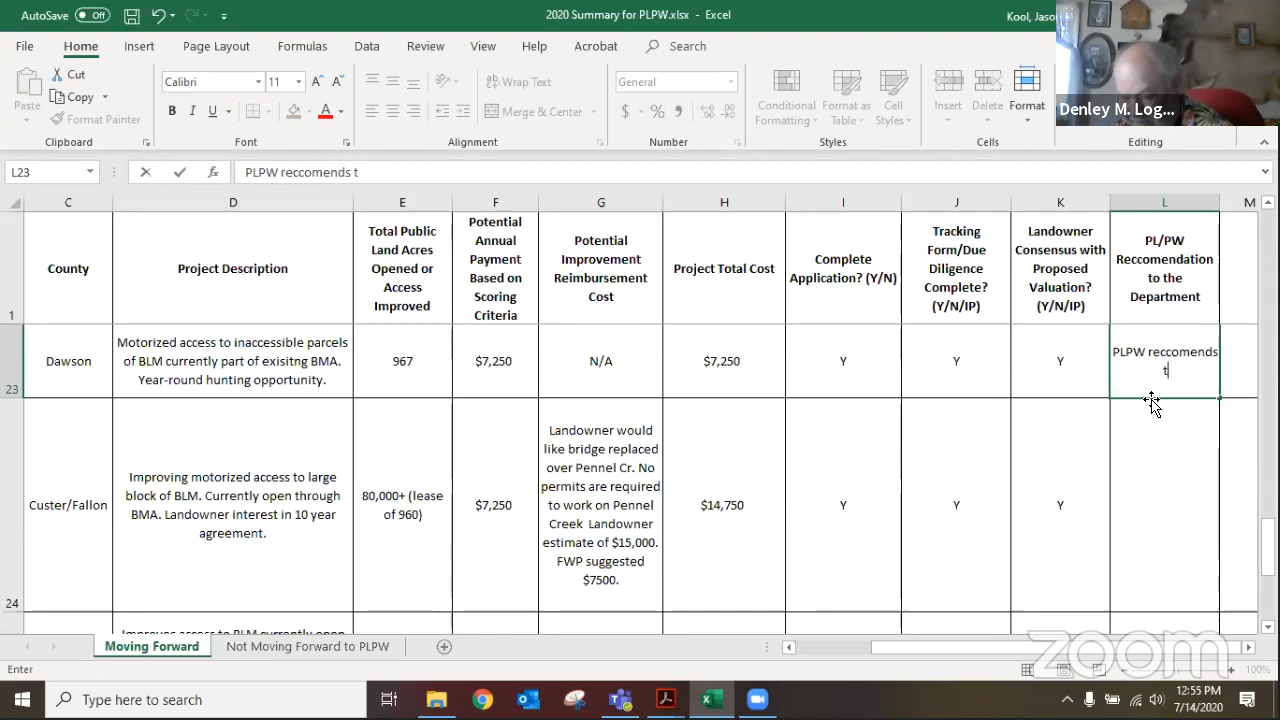 AutoSave Off
2020 Summary for PLPW.xlsx - Excel
Kool, Jaso
File Home Insert Page Layout Formulas Data Review View Help Acrobat Search
Paste
Cut
Copy
Format Painter
Clipboard
Calibri 11
B I U
Font
Wrap Text
Merge & Center
Alignment
General
$ %
Number
Conditional
Formatting
Format as
Table
Cell
Styles
Styles
Insert Delete Format
Cells
Editing
Denley M. Log...
L23
PLPW reccomends t
C D E F G H I J K L M
1
County
Project Description
Total Public
Land Acres
Opened or
Access
Improved
Potential
Annual
Payment
Based on
Scoring
Criteria
Potential
Improvement
Reimbursement
Cost
Project Total Cost
Complete
Application? (Y/N)
Tracking
Form/Due
Diligence
Complete?
(Y/N/IP)
Landowner
Consensus with
Proposed
Valuation?
(Y/N/IP)
PL/PW
Reccomendation
to the
Department
23
Dawson
Motorized access to inaccessible parcels
of BLM currently part of exisitng BMA.
Year-round hunting opportunity.
967
$7,250
N/A
$7,250
Y
Y
Y
PLPW reccomends
t
24
Custer/Fallon
Improving motorized access to large
block of BLM. Currently open through
BMA. Landowner interest in 10 year
agreement.
80,000+ (lease
of 960)
$7,250
Landowner would
like bridge replaced
over Pennel Cr. No
permits are required
to work on Pennel
Creek Landowner
estimate of $15,000.
FWP suggested
$7500.
$14,750
Y
Y
Y
Improves access to BLM currently open
Moving Forward
Not Moving Forward to PLPW
Enter
100%
zoom
Type here to search
12:55 PM
7/14/2020